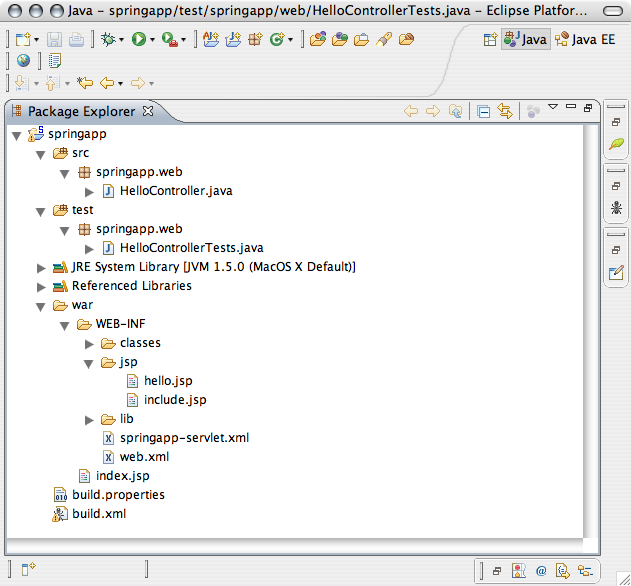 Java – springapp/test/springapp/web/HelloControllerTests.java – Eclipse Platfor...
Java
Java EE
Package Explorer
springapp
src
springapp.web
HelloController.java
test
springapp.web
HelloControllerTests.java
JRE System Library [JVM 1.5.0 (MacOS X Default)]
Referenced Libraries
war
WEB-INF
classes
jsp
hello.jsp
include.jsp
lib
springapp-servlet.xml
web.xml
index.jsp
build.properties
build.xml